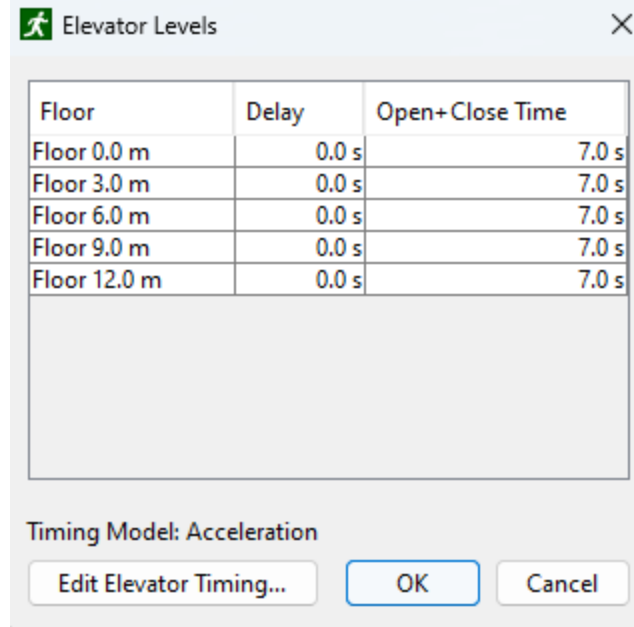 Elevator Levels
Floor Delay Open+Close Time
Floor 0.0 m 0.0 s 7.0 s
Floor 3.0 m 0.0 s 7.0 s
Floor 6.0 m 0.0 s 7.0 s
Floor 9.0 m 0.0 s 7.0 s
Floor 12.0 m 0.0 s 7.0 s
Timing Model: Acceleration
Edit Elevator Timing... OK Cancel